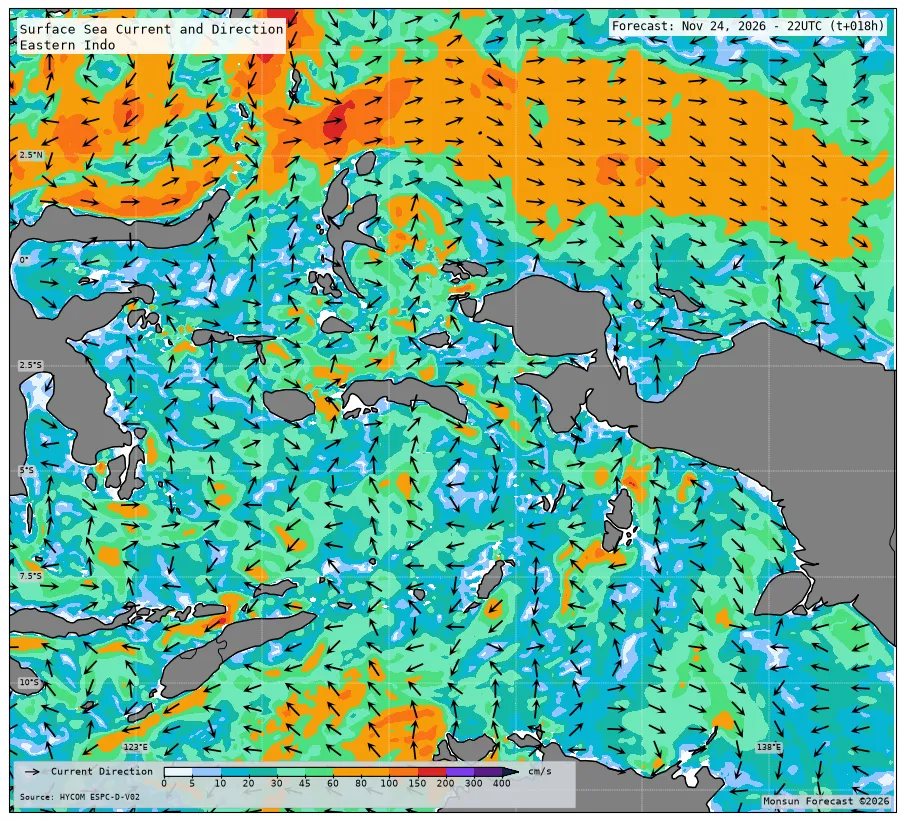 Surface Sea Current and Direction
Eastern Indo
Forecast: Nov 24, 2026 - 22UTC (t+018h)
2.5°N
0°
2.5°S
5°S
7.5°S
10°S
123°E
138°E
Current Direction
0 5 10 20 30 45 60 80 100 150 200 300 400
cm/s
Source: HYCOM ESPC-D-V02
Monsun Forecast ©2026